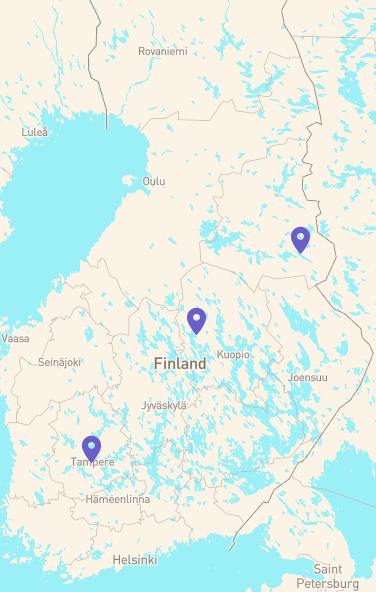 Rovaniemi
Luleå
Oulu
Vaasa
Kuopio
Seinäjoki
Finland
Joensuu
Jyväskylä
Tampere
Hämeenlinna
Helsinki
Saint
Petersburg